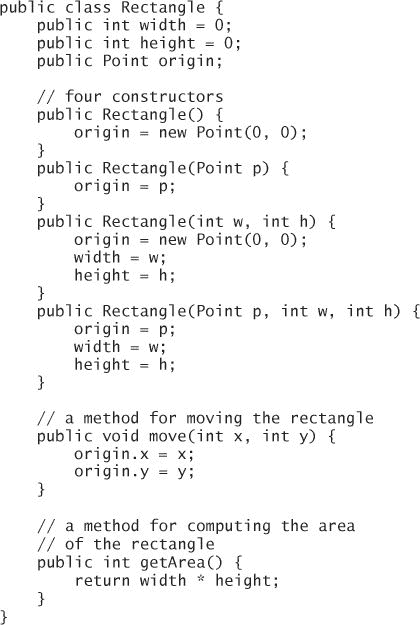 public class Rectangle {
    public int width = 0;
    public int height = 0;
    public Point origin;

    // four constructors
    public Rectangle() {
        origin = new Point(0, 0);
    }
    public Rectangle(Point p) {
        origin = p;
    }
    public Rectangle(int w, int h) {
        origin = new Point(0, 0);
        width = w;
        height = h;
    }
    public Rectangle(Point p, int w, int h) {
        origin = p;
        width = w;
        height = h;
    }

    // a method for moving the rectangle
    public void move(int x, int y) {
        origin.x = x;
        origin.y = y;
    }

    // a method for computing the area
    // of the rectangle
    public int getArea() {
        return width * height;
    }
}